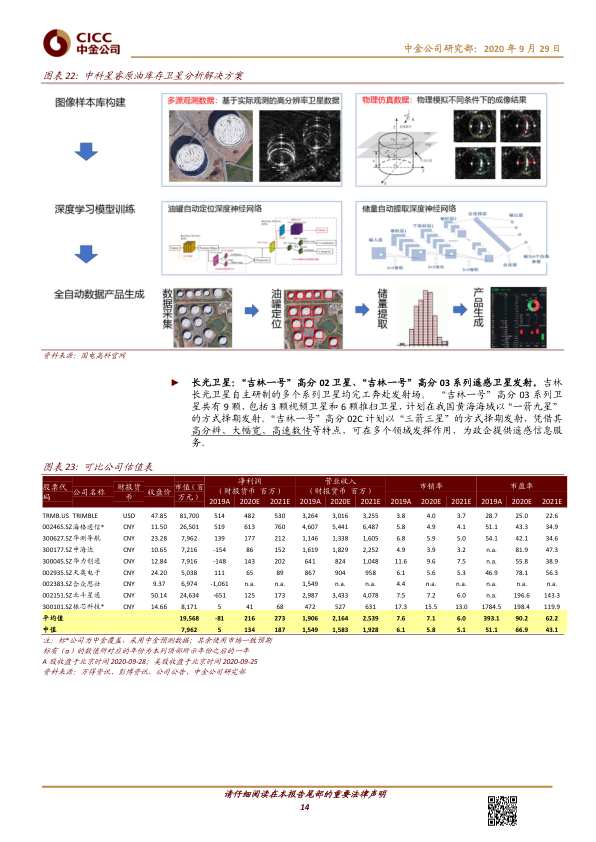 CICC
中金公司
中金公司研究部：2020 年 9 月 29 日
图表 22：中科星睿原油库存卫星分析解决方案
图像样本库构建
多源观测数据：基于实际观测的高分辨率卫星数据
物理仿真数据：物理模拟不同条件下的成像结果
深度学习模型训练
油罐自动定位深度神经网络
储量自动提取深度神经网络
全自动数据产品生成
数据采集
油罐定位
储量提取
产品生成
资料来源：国电高科官网
► 长光卫星：“吉林一号”高分 02 卫星、“吉林一号”高分 03 系列遥感卫星发射。吉林
长光卫星自主研制的多个系列卫星均完工奔赴发射场。 “吉林一号”高分 03 系列卫
星共有 9 颗，包括 3 颗视频卫星和 6 颗推扫卫星，计划在我国黄海海域以“一箭九星”
的方式择期发射。“吉林一号”高分 02C 计划以“三箭三星”的方式择期发射，凭借其
高分辨、大幅宽、高速数传等特点，可在多个领域发挥作用，为政企提供遥感信息服
务。
图表 23：可比公司估值表
股票代码 公司名称 财报货币 收盘价 市值（百万元） 净利润（财报货币 百万） 营业收入（财报货币 百万） 市销率 市盈率
2019A 2020E 2021E 2019A 2020E 2021E 2019A 2020E 2021E 2019A 2020E 2021E
TRMB.US TRIMBLE USD 47.85 81,700 514 482 530 3,264 3,016 3,255 3.8 4.0 3.7 28.7 25.0 22.6
002465.SZ 海格通信* CNY 11.50 26,501 519 613 760 4,607 5,441 6,487 5.8 4.9 4.1 51.1 43.3 34.9
300627.SZ 华测导航 CNY 23.28 7,962 139 177 212 1,146 1,338 1,605 6.8 5.9 5.0 54.1 42.1 34.6
300177.SZ 中海达 CNY 10.65 7,216 -154 86 152 1,619 1,829 2,252 4.9 3.9 3.2 n.a. 81.9 47.3
300045.SZ 华力创通 CNY 12.84 7,916 -148 143 202 641 824 1,048 11.6 9.6 7.5 n.a. 55.8 38.9
002935.SZ 天奥电子 CNY 24.20 5,038 111 65 89 867 904 958 6.1 5.6 5.3 46.9 78.1 56.3
002383.SZ 合众思壮 CNY 9.37 6,974 -1,061 n.a. n.a. 1,549 n.a. n.a. 4.4 n.a. n.a. n.a. n.a. n.a.
002151.SZ 北斗星通 CNY 50.14 24,634 -651 125 173 2,987 3,433 4,078 7.5 7.2 6.0 n.a. 196.6 143.3
300101.SZ 振芯科技* CNY 14.66 8,171 5 41 68 472 527 631 17.3 15.5 13.0 1784.5 198.4 119.9
平均值 19,568 -81 216 273 1,906 2,164 2,539 7.6 7.1 6.0 393.1 90.2 62.2
中值 7,962 5 134 187 1,549 1,583 1,928 6.1 5.8 5.1 51.1 66.9 43.1
注：标*公司为中金覆盖，采用中金预测数据；其余使用市场一致预期
标有（a）的数值所对应的年份为本列顶部所示年份之后的一年
A 股收盘于北京时间 2020-09-28；美股收盘于北京时间 2020-09-25
资料来源：万得资讯、彭博资讯、公司公告、中金公司研究部
请仔细阅读在本报告尾部的重要法律声明
14